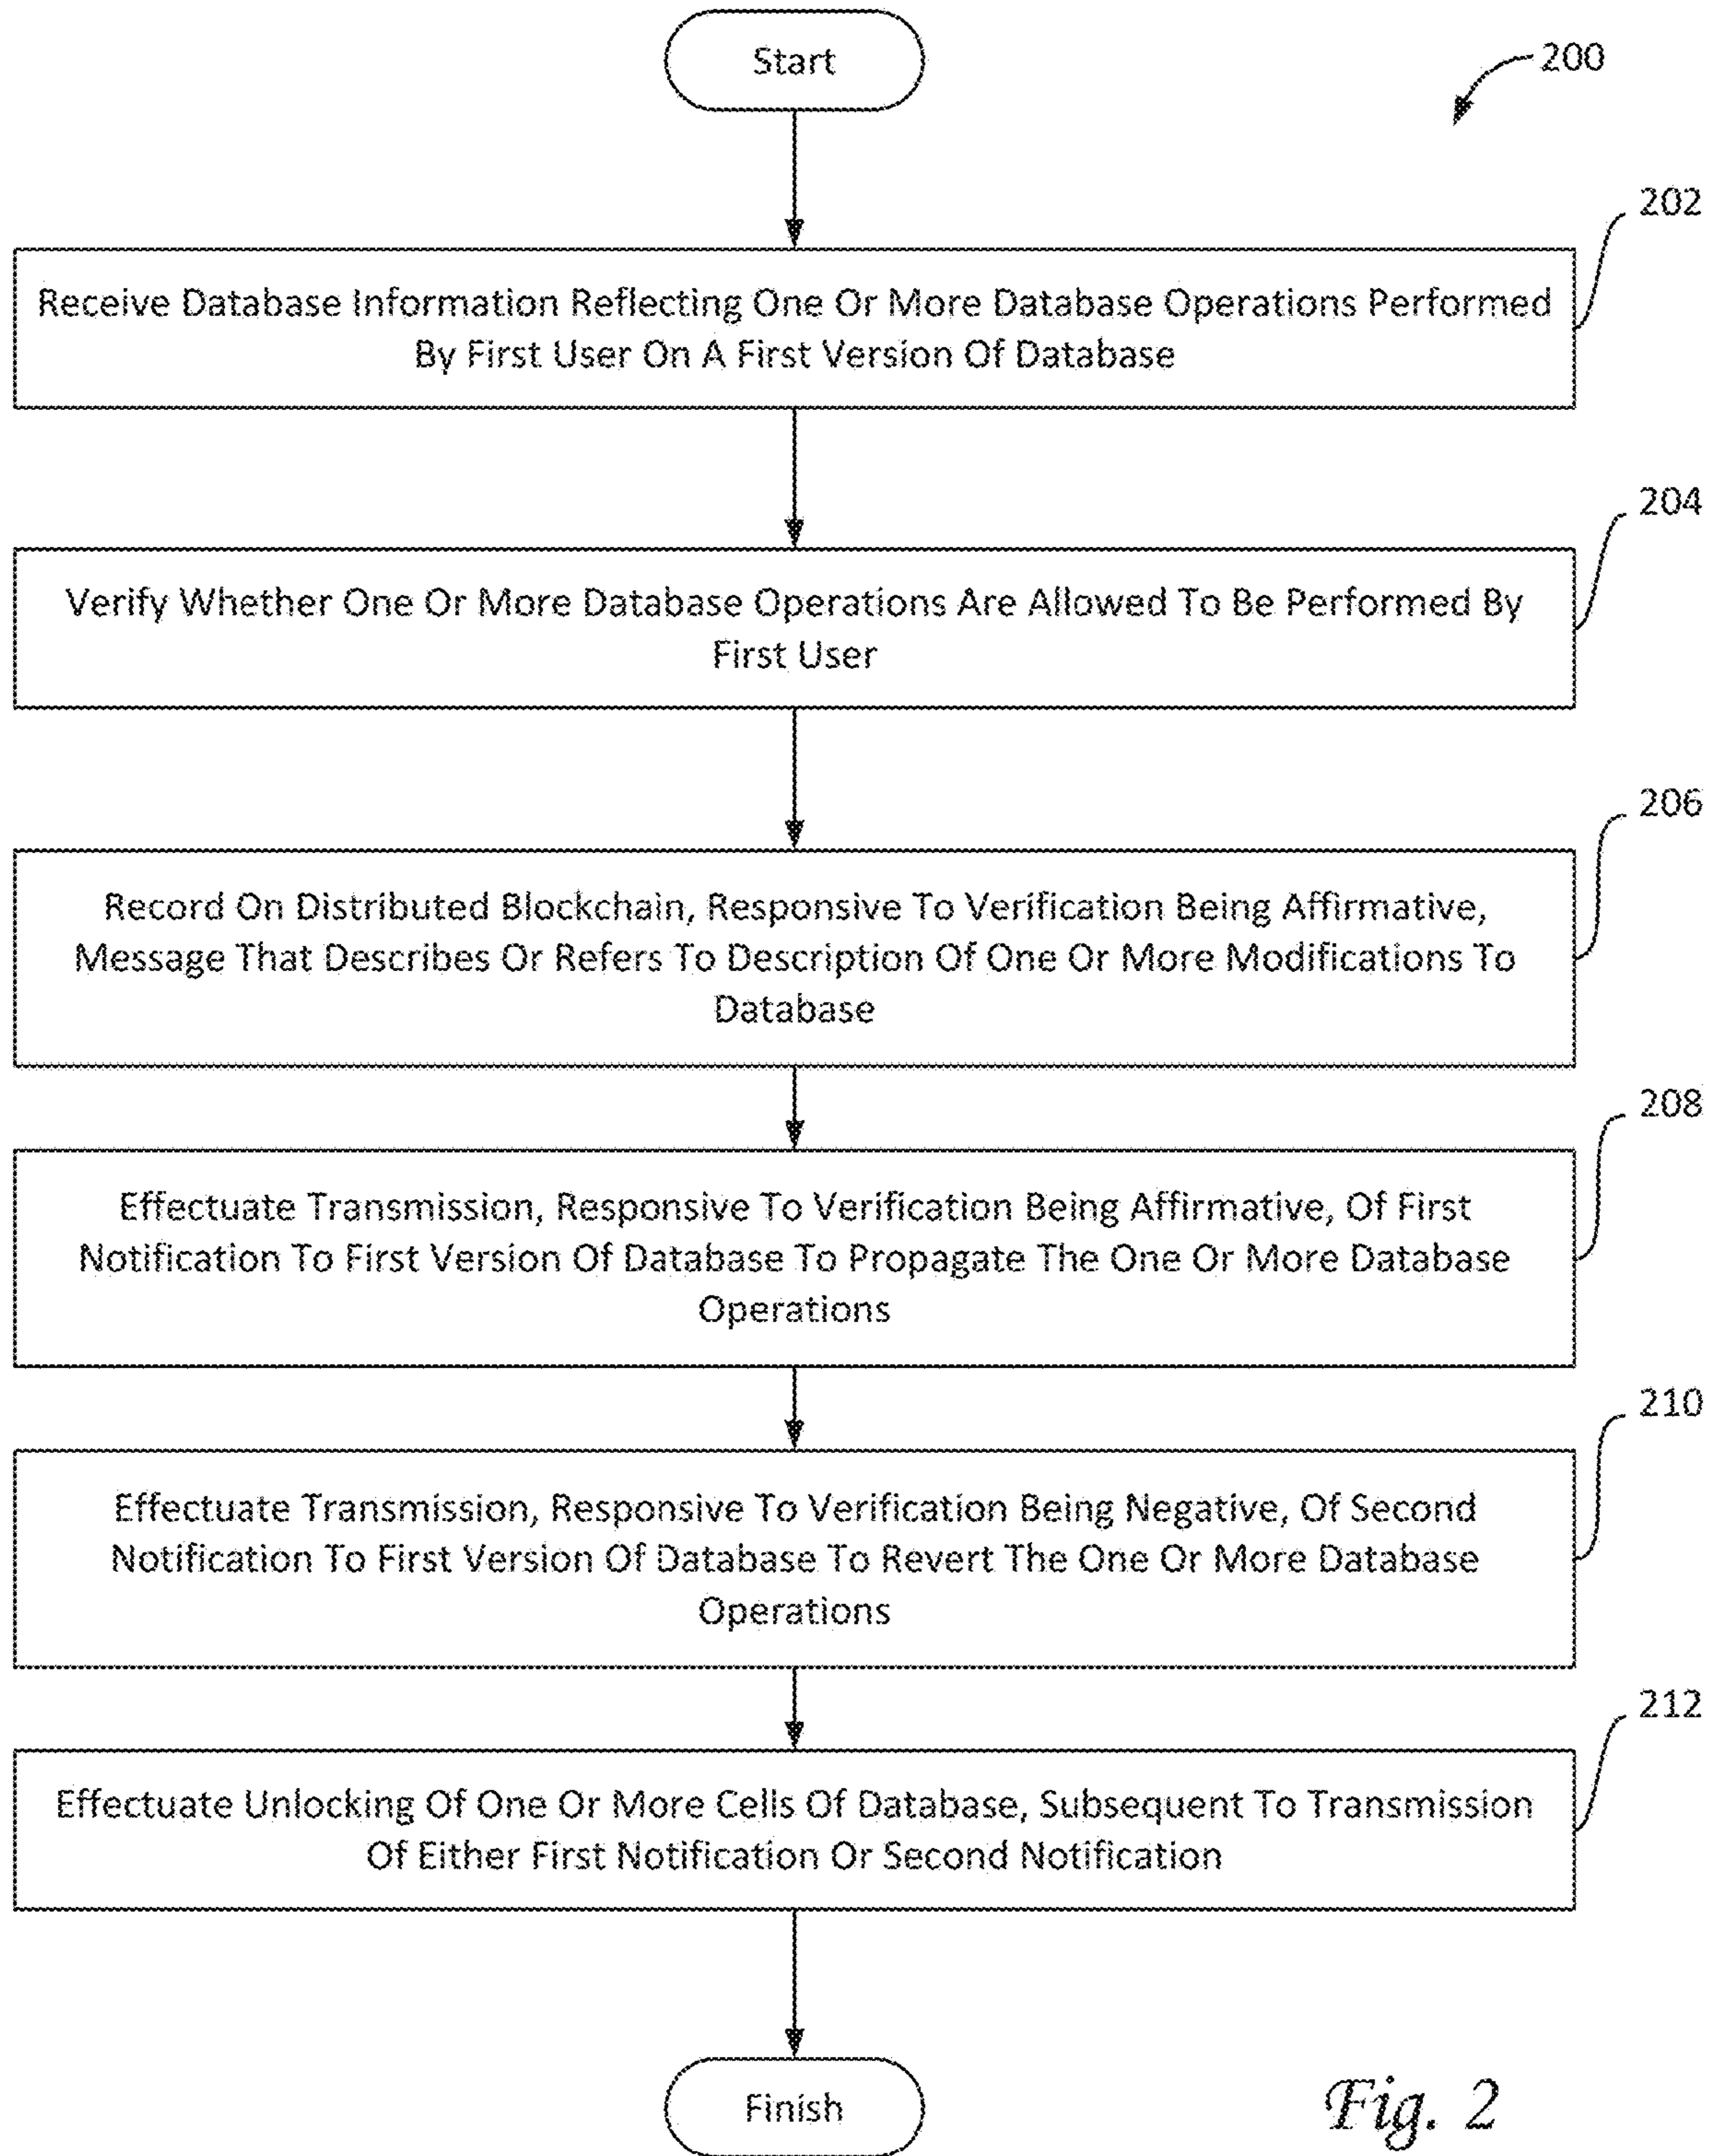 Start
200
202
Receive Database Information Reflecting One Or More Database Operations Performed
By First User On A First Version Of Database
204
Verify Whether One Or More Database Operations Are Allowed To Be Performed By
First User
206
Record On Distributed Blockchain, Responsive To Verification Being Affirmative,
Message That Describes Or Refers To Description Of One Or More Modifications To
Database
208
Effectuate Transmission, Responsive To Verification Being Affirmative, Of First
Notification To First Version Of Database To Propagate The One Or More Database
Operations
210
Effectuate Transmission, Responsive To Verification Being Negative, Of Second
Notification To First Version Of Database To Revert The One Or More Database
Operations
212
Effectuate Unlocking Of One Or More Cells Of Database, Subsequent To Transmission
Of Either First Notification Or Second Notification
Finish
Fig. 2